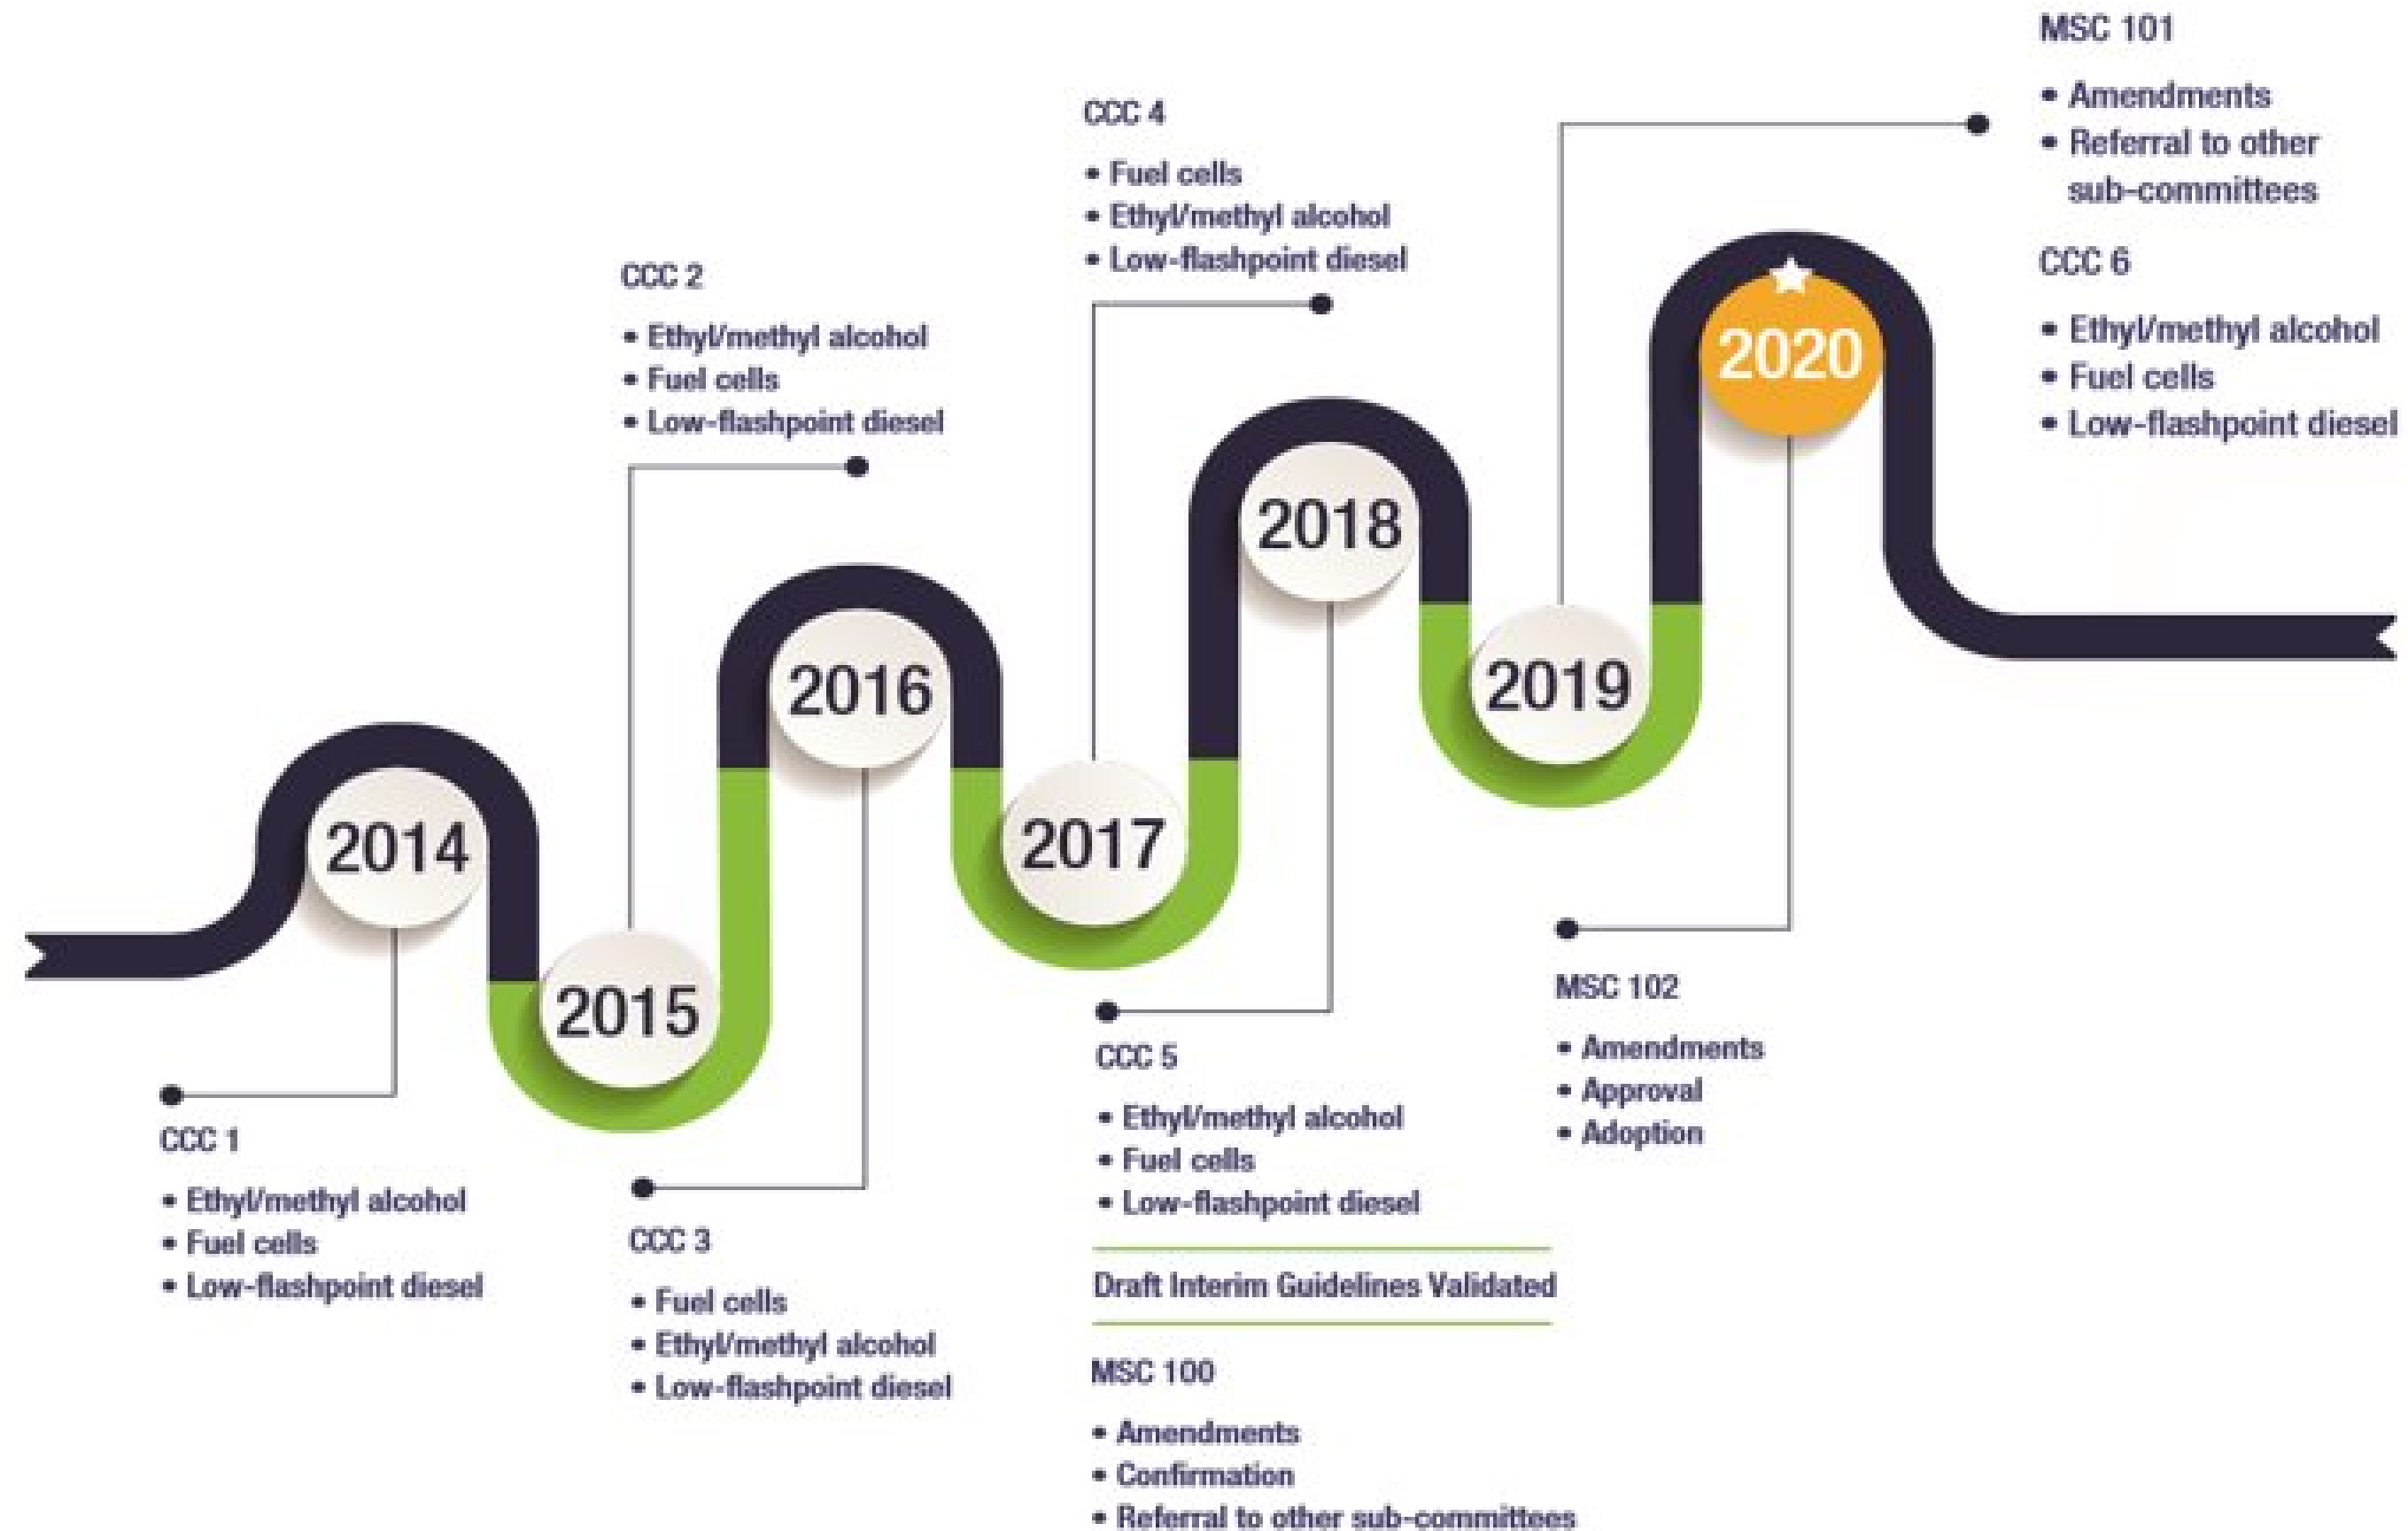 MSC 101
• Amendments
• Referral to other
sub-committees
CCC 6
• Ethyl/methyl alcohol
• Fuel cells
• Low-flashpoint diesel
CCC 4
• Fuel cells
• Ethyl/methyl alcohol
• Low-flashpoint diesel
CCC 2
• Ethyl/methyl alcohol
• Fuel cells
• Low-flashpoint diesel
2014
2015
2016
2017
2018
2019
2020
CCC 1
• Ethyl/methyl alcohol
• Fuel cells
• Low-flashpoint diesel
CCC 3
• Fuel cells
• Ethyl/methyl alcohol
• Low-flashpoint diesel
CCC 5
• Ethyl/methyl alcohol
• Fuel cells
• Low-flashpoint diesel
Draft Interim Guidelines Validated
MSC 100
• Amendments
• Confirmation
• Referral to other sub-committees
MSC 102
• Amendments
• Approval
• Adoption